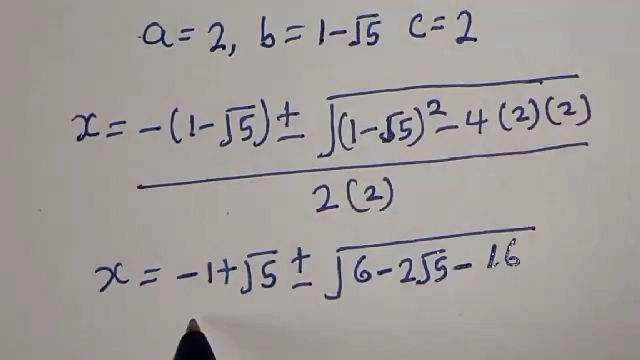 a = 2, b = 1-√5 c = 2
x = -(1-√5) ± √(1-√5)² - 4(2)(2)
2(2)
x = -1+√5 ± √6-2√5-16